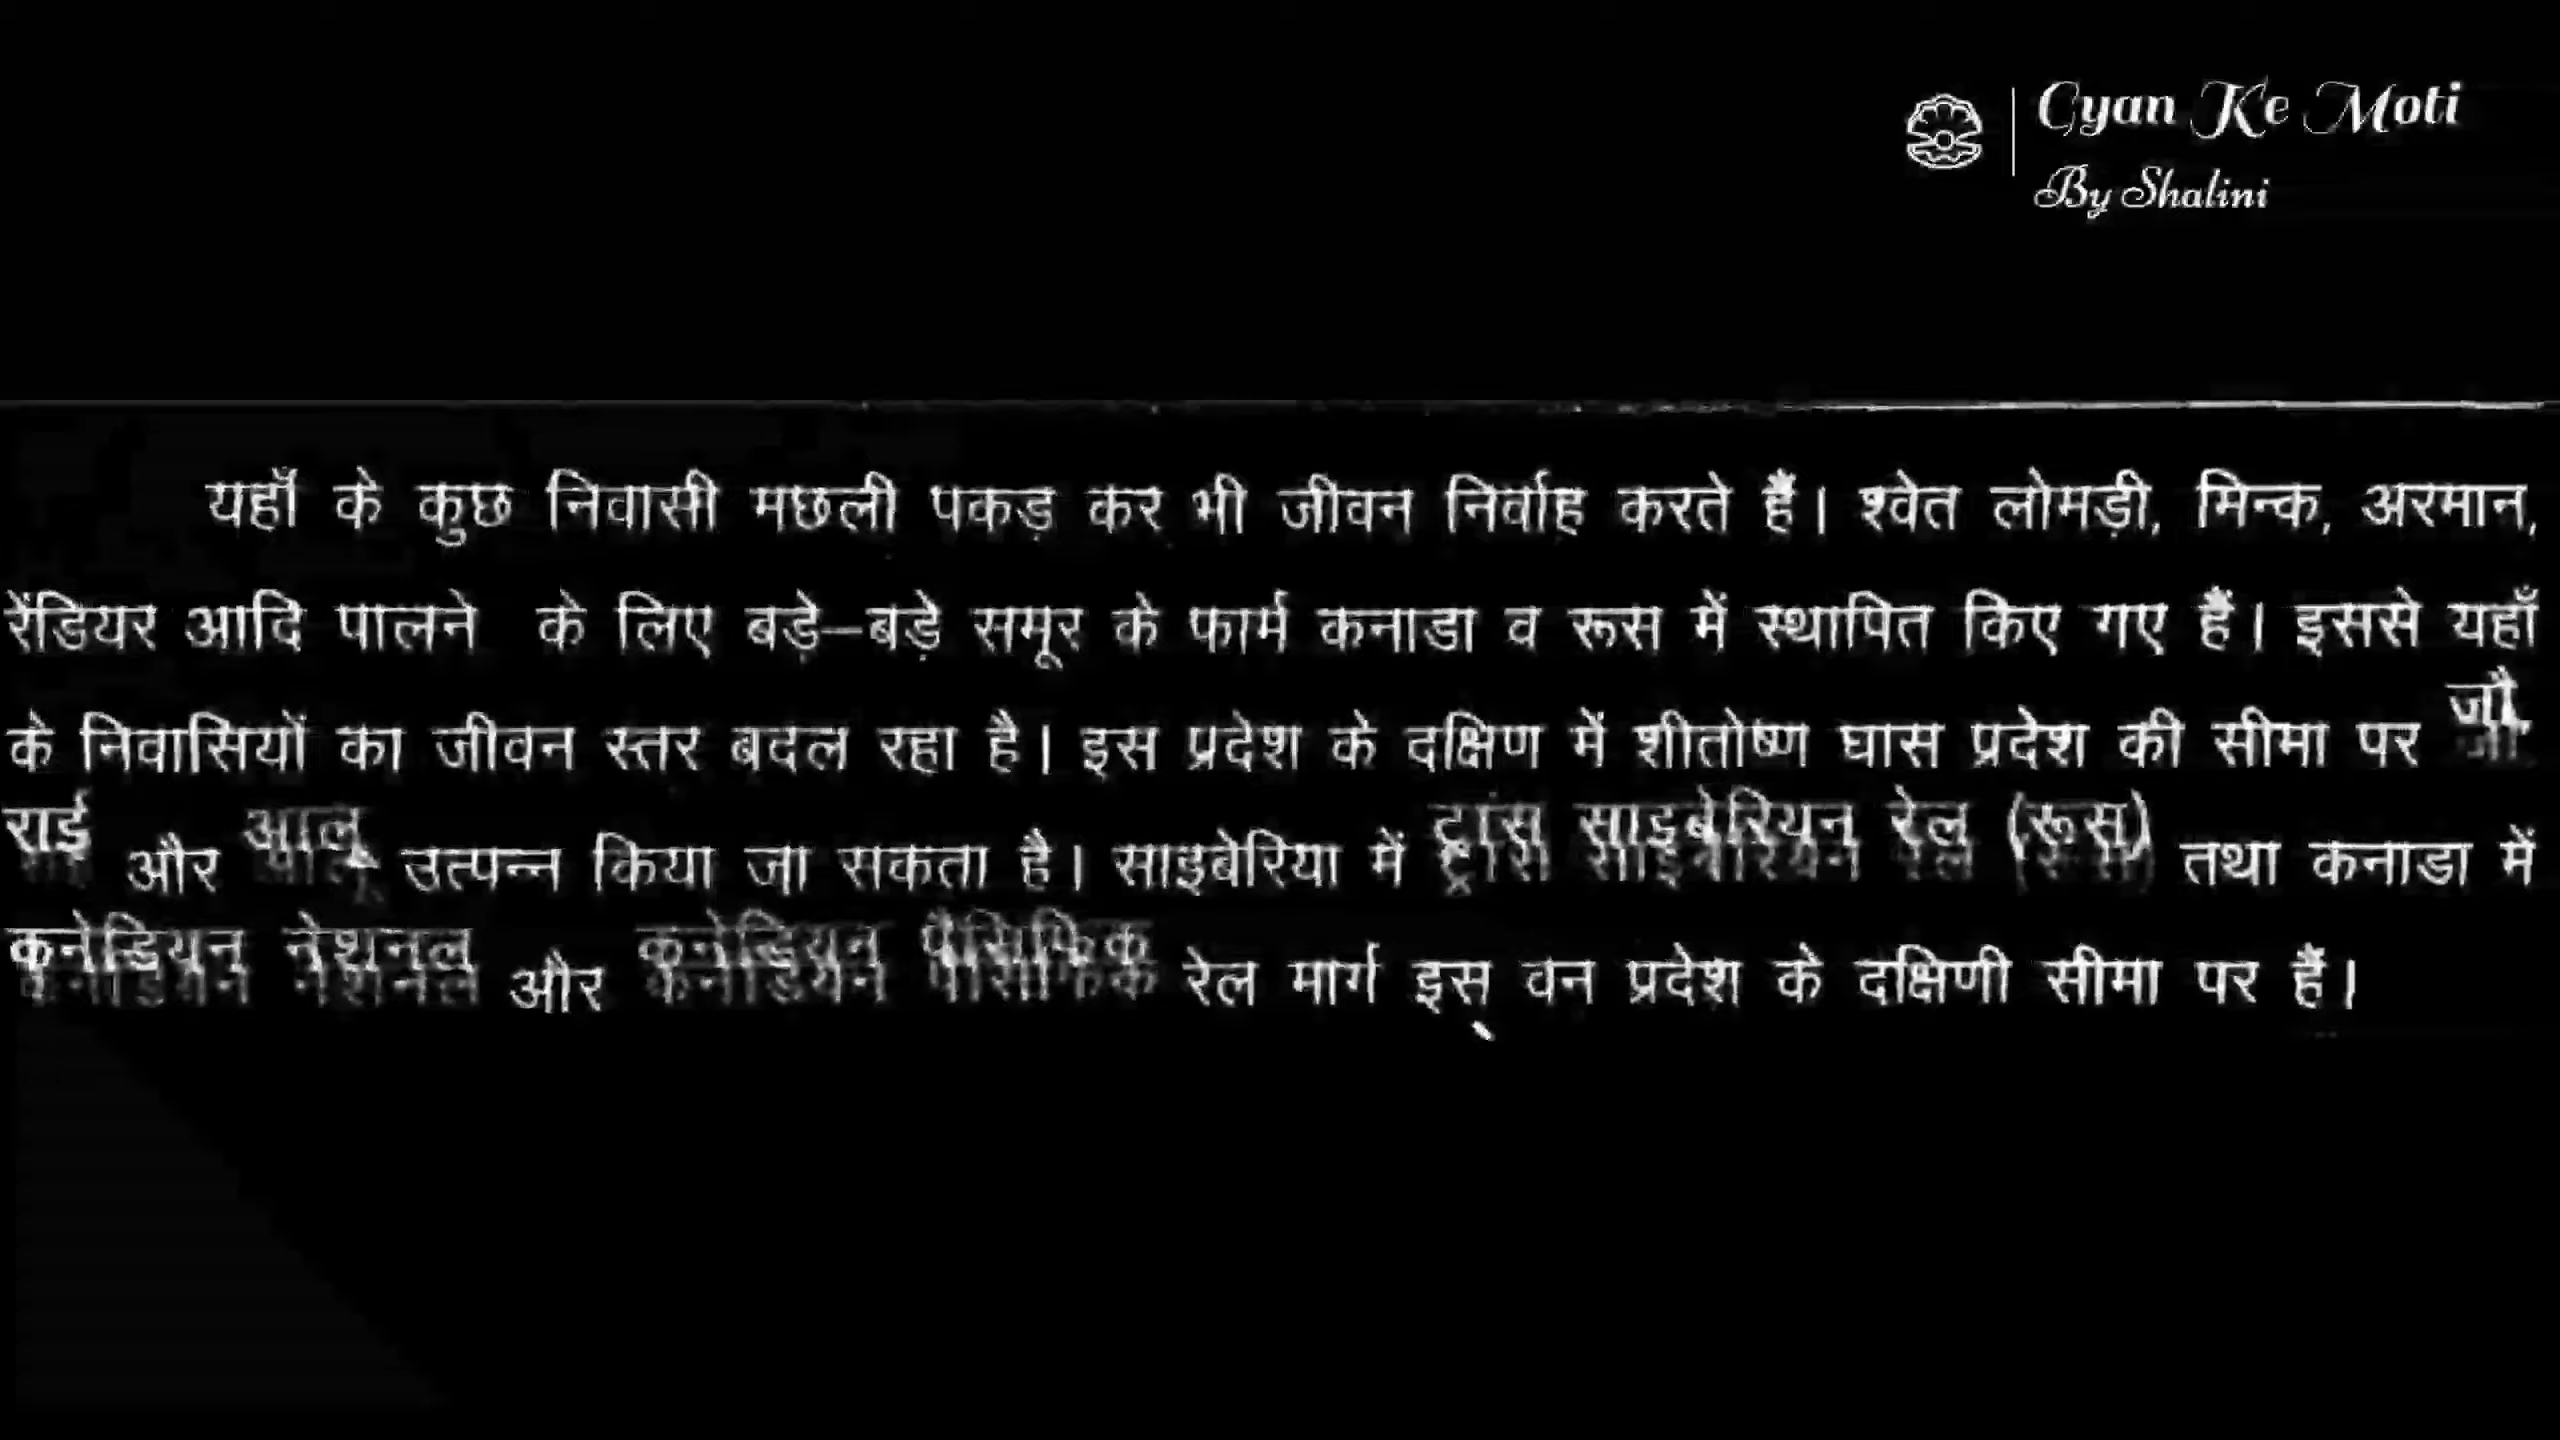 Gyan Ke Moti
By Shalini
यहाँ के कुछ निवासी मछली पकड़ कर भी जीवन निर्वाह करते हैं। श्वेत लोमड़ी, मिन्क, अरमान,
रेंडियर आदि पालने के लिए बड़े–बड़े समूर के फार्म कनाडा व रूस में स्थापित किए गए हैं। इससे यहाँ
के निवासियों का जीवन स्तर बदल रहा है। इस प्रदेश के दक्षिण में शीतोष्ण घास प्रदेश की सीमा पर जौ,
राई और आलू उत्पन्न किया जा सकता है। साइबेरिया में ट्रांस साइबेरियन रेल (रूस) तथा कनाडा में
कनेडियन नेशनल और कनेडियन पैसिफिक रेल मार्ग इस वन प्रदेश के दक्षिणी सीमा पर हैं।